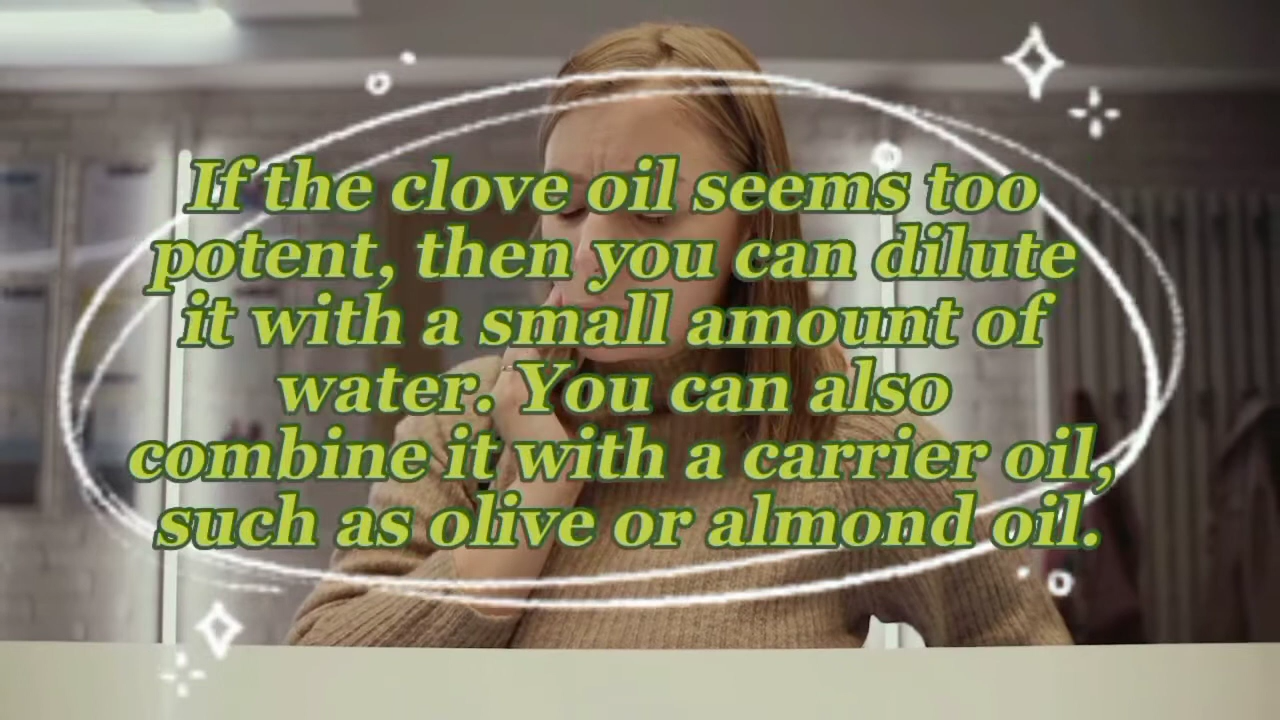 If the clove oil seems too
potent, then you can dilute
it with a small amount of
water. You can also
combine it with a carrier oil,
such as olive or almond oil.